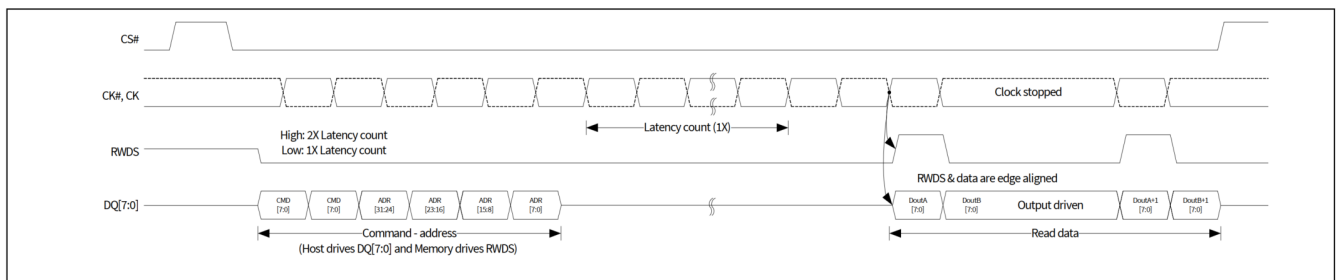 CS#
CK#, CK
Clock stopped
Latency count (1X)
High: 2X Latency count
Low: 1X Latency count
RWDS
RWDS & data are edge aligned
DQ[7:0]
CMD
[7:0]
CMD
[7:0]
ADR
[31:24]
ADR
[23:16]
ADR
[15:8]
ADR
[7:0]
DoutA
[7:0]
DoutB
[7:0]
Output driven
DoutA+1
[7:0]
DoutB+1
[7:0]
Command - address
(Host drives DQ[7:0] and Memory drives RWDS)
Read data